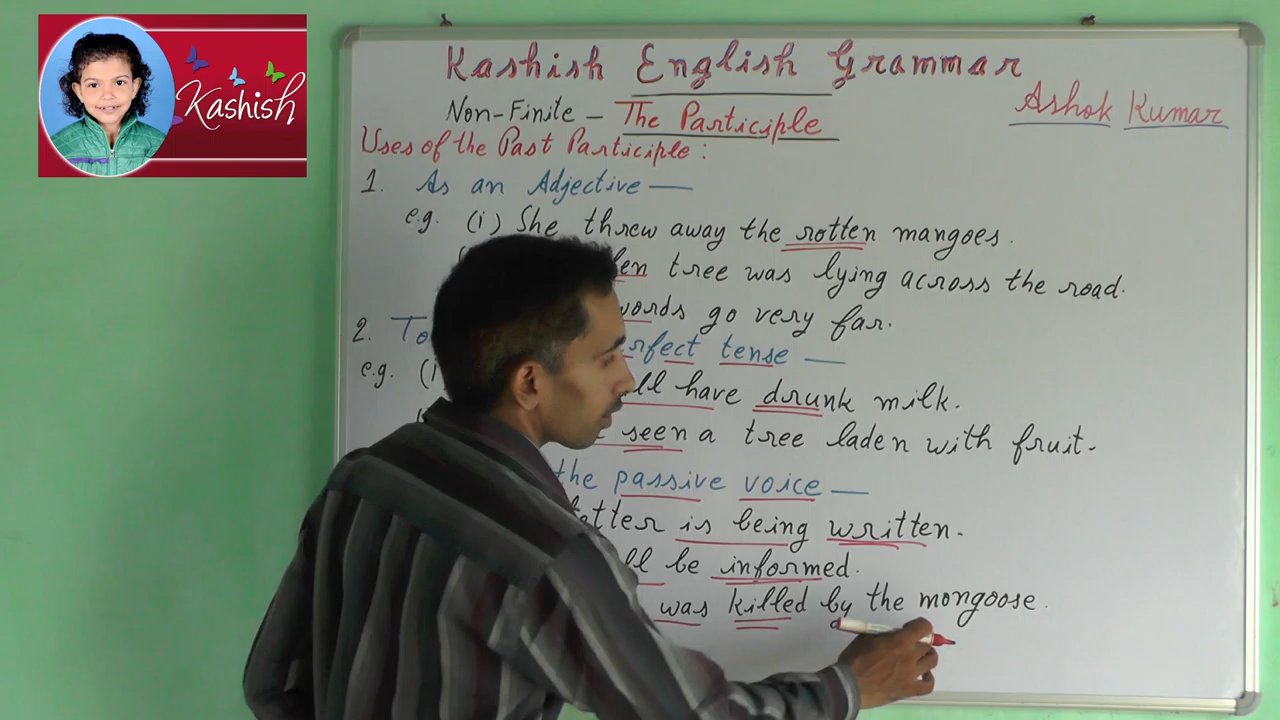 Kashish
Kashish English Grammar
Ashok Kumar
Non-Finite - The Participle
Uses of the Past Participle :
1. As an Adjective —
e.g. (i) She threw away the rotten mangoes.
tree was lying across the road.
words go very far.
2. To tense —
e.g. (i have drunk milk.
seen a tree laden with fruit.
the passive voice —
letter is being written.
be informed.
was killed by the mongoose.